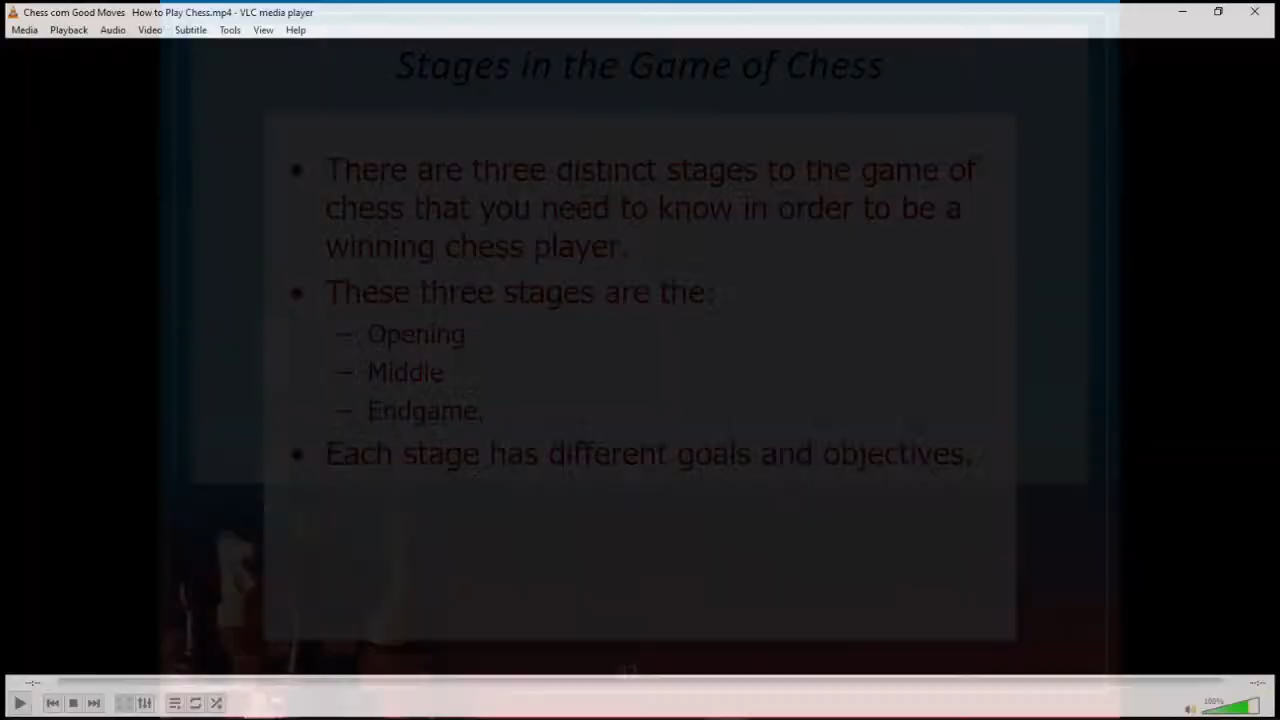 Chess com Good Moves   How to Play Chess.mp4 - VLC media player
Media Playback Audio Video Subtitle Tools View Help
Stages in the Game of Chess
• There are three distinct stages to the game of
chess that you need to know in order to be a
winning chess player.
• These three stages are the:
– Opening
– Middle
– Endgame.
• Each stage has different goals and objectives.
--:-- --:--
100%